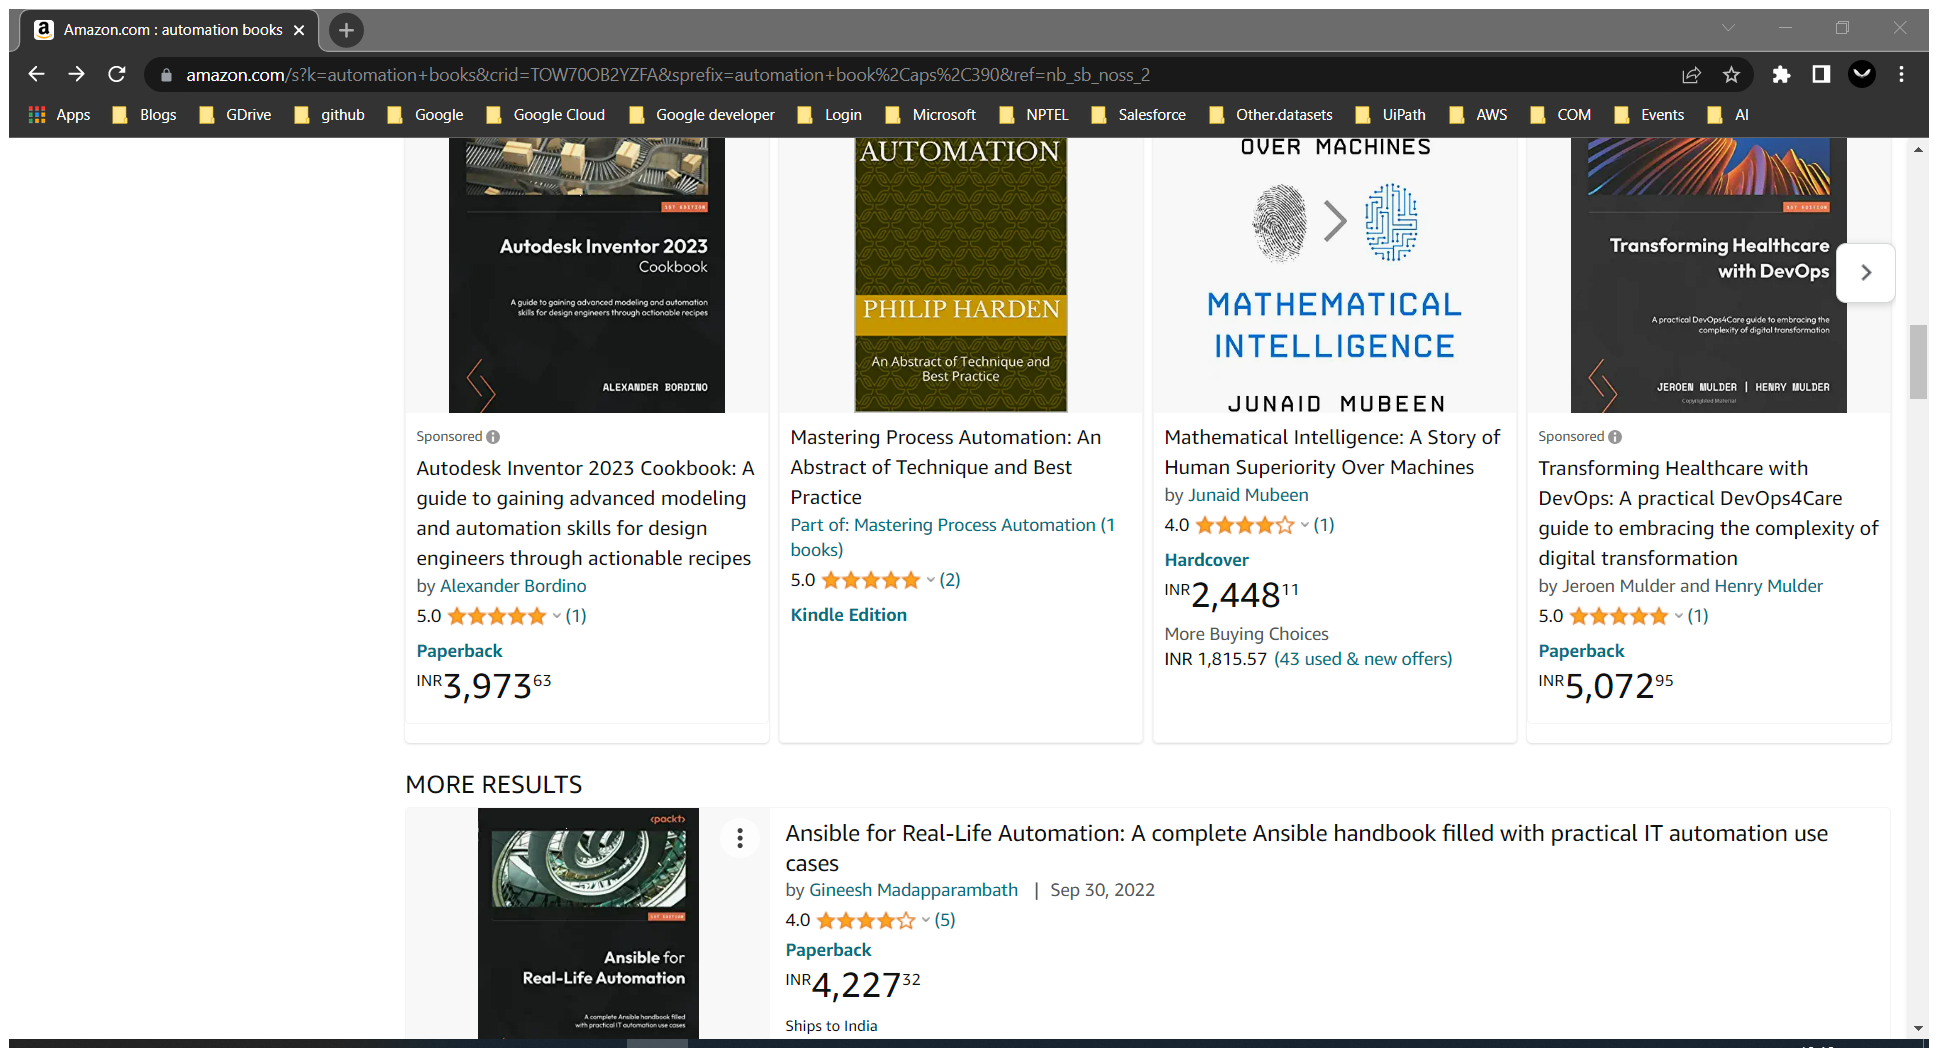 Amazon.com : automation books
amazon.com/s?k=automation+books&crid=TOW70OB2YZFA&sprefix=automation+book%2Caps%2C390&ref=nb_sb_noss_2
Apps Blogs GDrive github Google Google Cloud Google developer Login Microsoft NPTEL Salesforce Other.datasets UiPath AWS COM Events AI
1ST EDITION
Autodesk Inventor 2023
Cookbook
A guide to gaining advanced modeling and automation
skills for design engineers through actionable recipes
ALEXANDER BORDINO
AUTOMATION
PHILIP HARDEN
An Abstract of Technique and
Best Practice
OVER MACHINES
MATHEMATICAL
INTELLIGENCE
JUNAID MUBEEN
1ST EDITION
Transforming Healthcare
with DevOps
A practical DevOps4Care guide to embracing the
complexity of digital transformation
JEROEN MULDER | HENRY MULDER
Copyrighted Material
Sponsored
Autodesk Inventor 2023 Cookbook: A
guide to gaining advanced modeling
and automation skills for design
engineers through actionable recipes
by Alexander Bordino
5.0 (1)
Paperback
INR3,97363
Mastering Process Automation: An
Abstract of Technique and Best
Practice
Part of: Mastering Process Automation (1
books)
5.0 (2)
Kindle Edition
Mathematical Intelligence: A Story of
Human Superiority Over Machines
by Junaid Mubeen
4.0 (1)
Hardcover
INR2,44811
More Buying Choices
INR 1,815.57 (43 used & new offers)
Sponsored
Transforming Healthcare with
DevOps: A practical DevOps4Care
guide to embracing the complexity of
digital transformation
by Jeroen Mulder and Henry Mulder
5.0 (1)
Paperback
INR5,07295
MORE RESULTS
<packt>
1ST EDITION
Ansible for
Real-Life Automation
A complete Ansible handbook filled
with practical IT automation use cases
Ansible for Real-Life Automation: A complete Ansible handbook filled with practical IT automation use
cases
by Gineesh Madapparambath | Sep 30, 2022
4.0 (5)
Paperback
INR4,22732
Ships to India